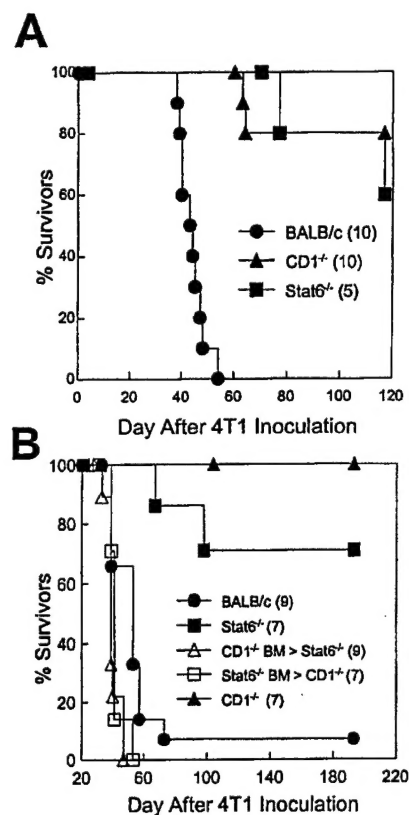 A
100
80
60
40
20
0
% Survivors
BALB/c (10)
CD1-/- (10)
Stat6-/- (5)
0 20 40 60 80 100 120
Day After 4T1 Inoculation
B
100
80
60
40
20
0
% Survivors
BALB/c (9)
Stat6-/- (7)
CD1-/- BM > Stat6-/- (9)
Stat6-/- BM > CD1-/- (7)
CD1-/- (7)
20 60 100 140 180 220
Day After 4T1 Inoculation